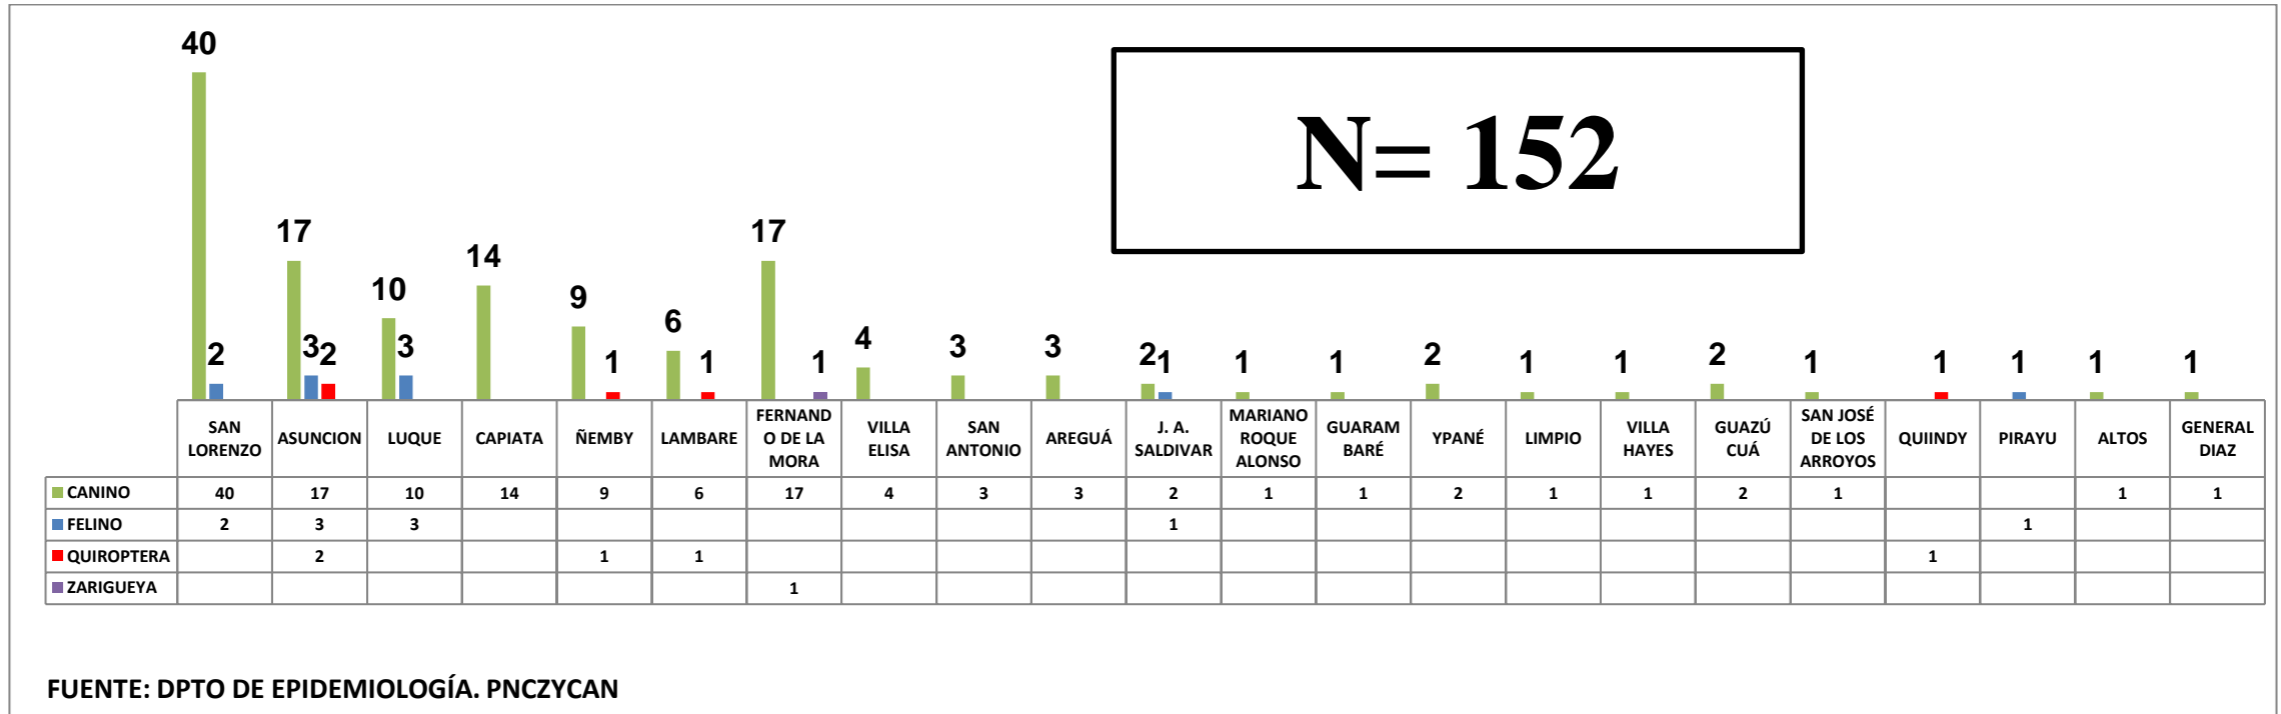 40
2
17
3
2
10
3
14
9
1
6
1
17
1
4
3
3
2
1
1
1
2
1
1
2
1
1
1
1
1
N= 152
SAN LORENZO
ASUNCION
LUQUE
CAPIATA
ÑEMBY
LAMBARE
FERNAND
O DE LA
MORA
VILLA
ELISA
SAN
ANTONIO
AREGUÁ
J. A.
SALDIVAR
MARIANO
ROQUE
ALONSO
GUARAM
BARÉ
YPANÉ
LIMPIO
VILLA
HAYES
GUAZÚ
CUÁ
SAN JOSÉ
DE LOS
ARROYOS
QUIINDY
PIRAYU
ALTOS
GENERAL
DIAZ
CANINO 40 17 10 14 9 6 17 4 3 3 2 1 1 2 1 1 2 1 1 1
FELINO 2 3 3 1 1
QUIROPTERA 2 1 1 1
ZARIGUEYA 1
FUENTE: DPTO DE EPIDEMIOLOGÍA. PNCZYCAN